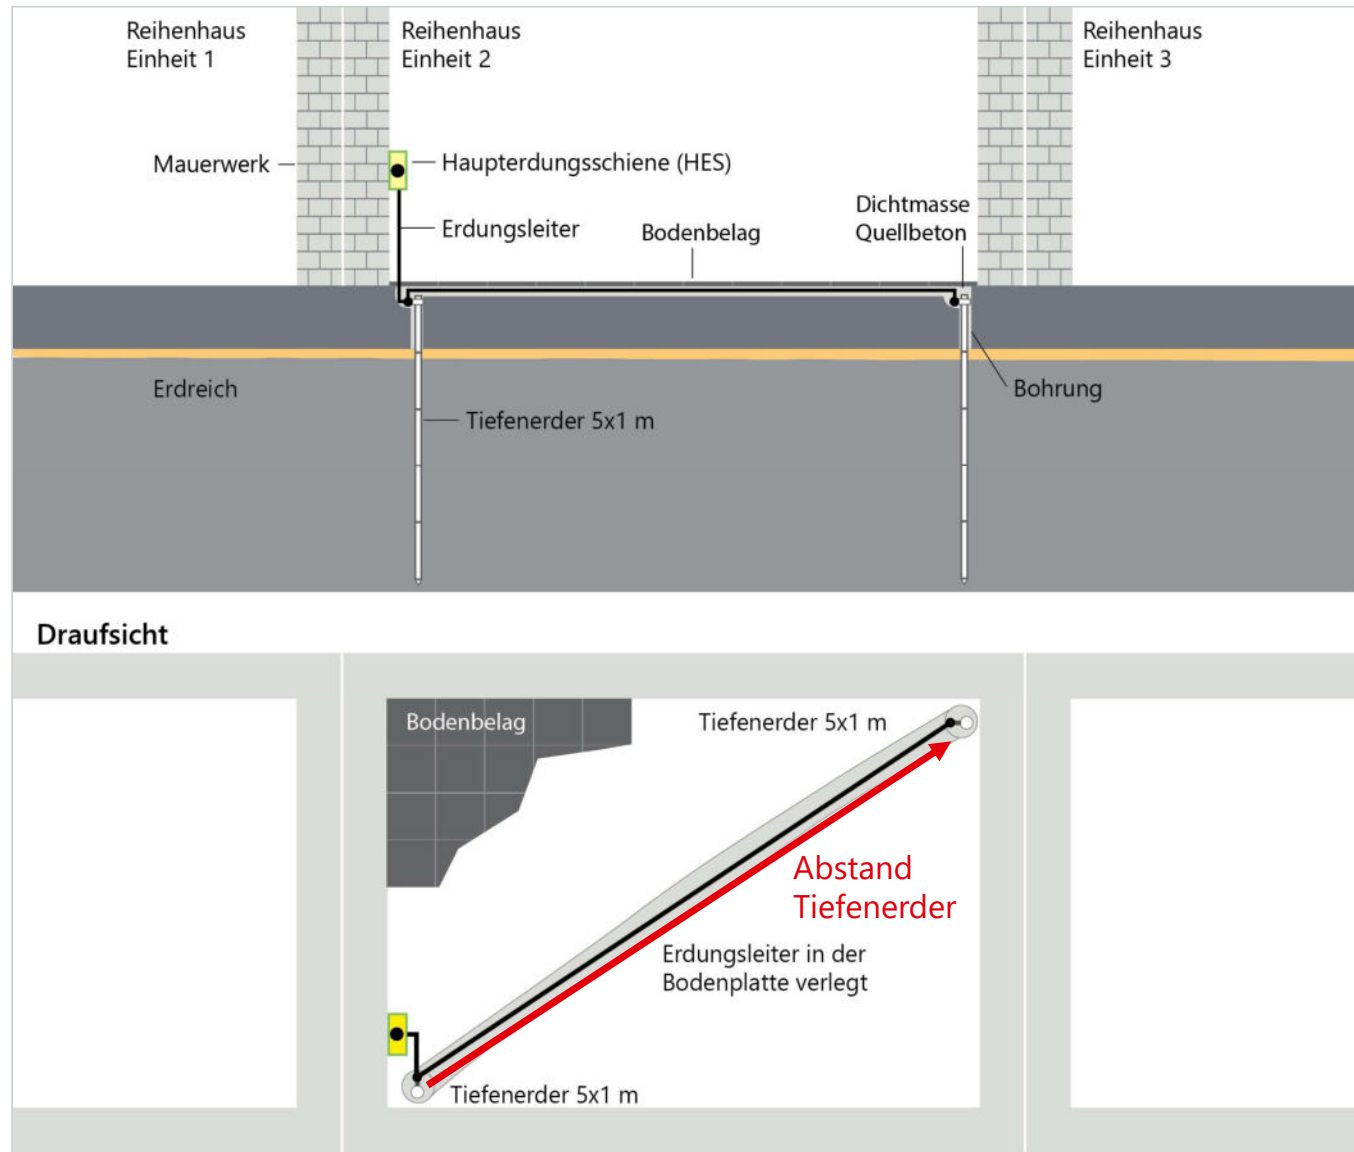 Reihenhaus
Einheit 1
Reihenhaus
Einheit 2
Reihenhaus
Einheit 3
Mauerwerk
Haupterdungsschiene (HES)
Erdungsleiter
Bodenbelag
Dichtmasse
Quellbeton
Erdreich
Bohrung
Tiefenerder 5x1 m
Draufsicht
Bodenbelag
Tiefenerder 5x1 m
Abstand
Tiefenerder
Erdungsleiter in der
Bodenplatte verlegt
Tiefenerder 5x1 m